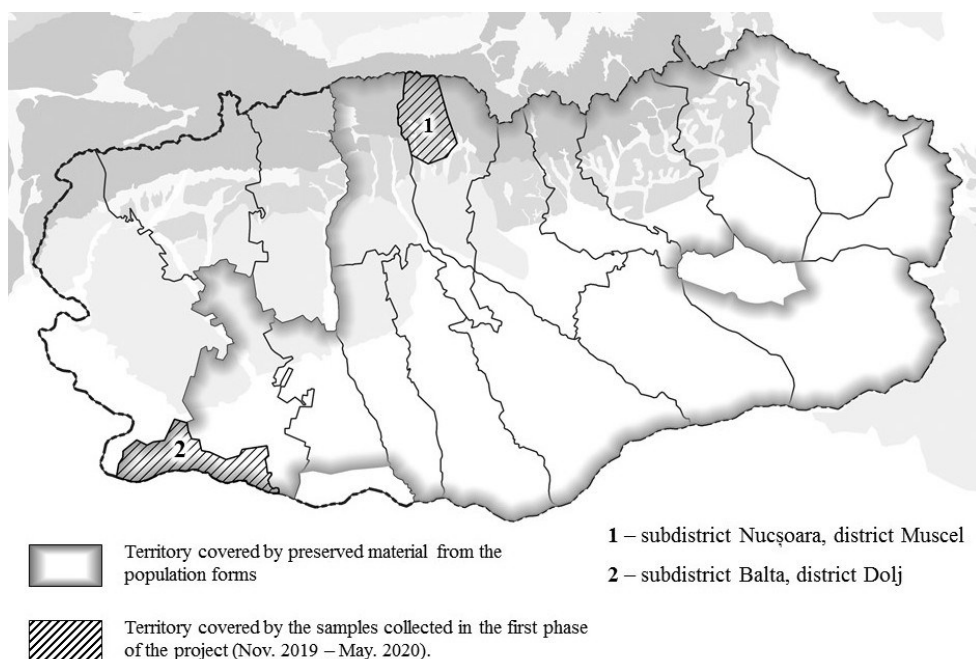 1
2
Territory covered by preserved material from the
population forms
Territory covered by the samples collected in the first phase
of the project (Nov. 2019 – May. 2020).
1 – subdistrict Nucșoara, district Muscel
2 – subdistrict Balta, district Dolj